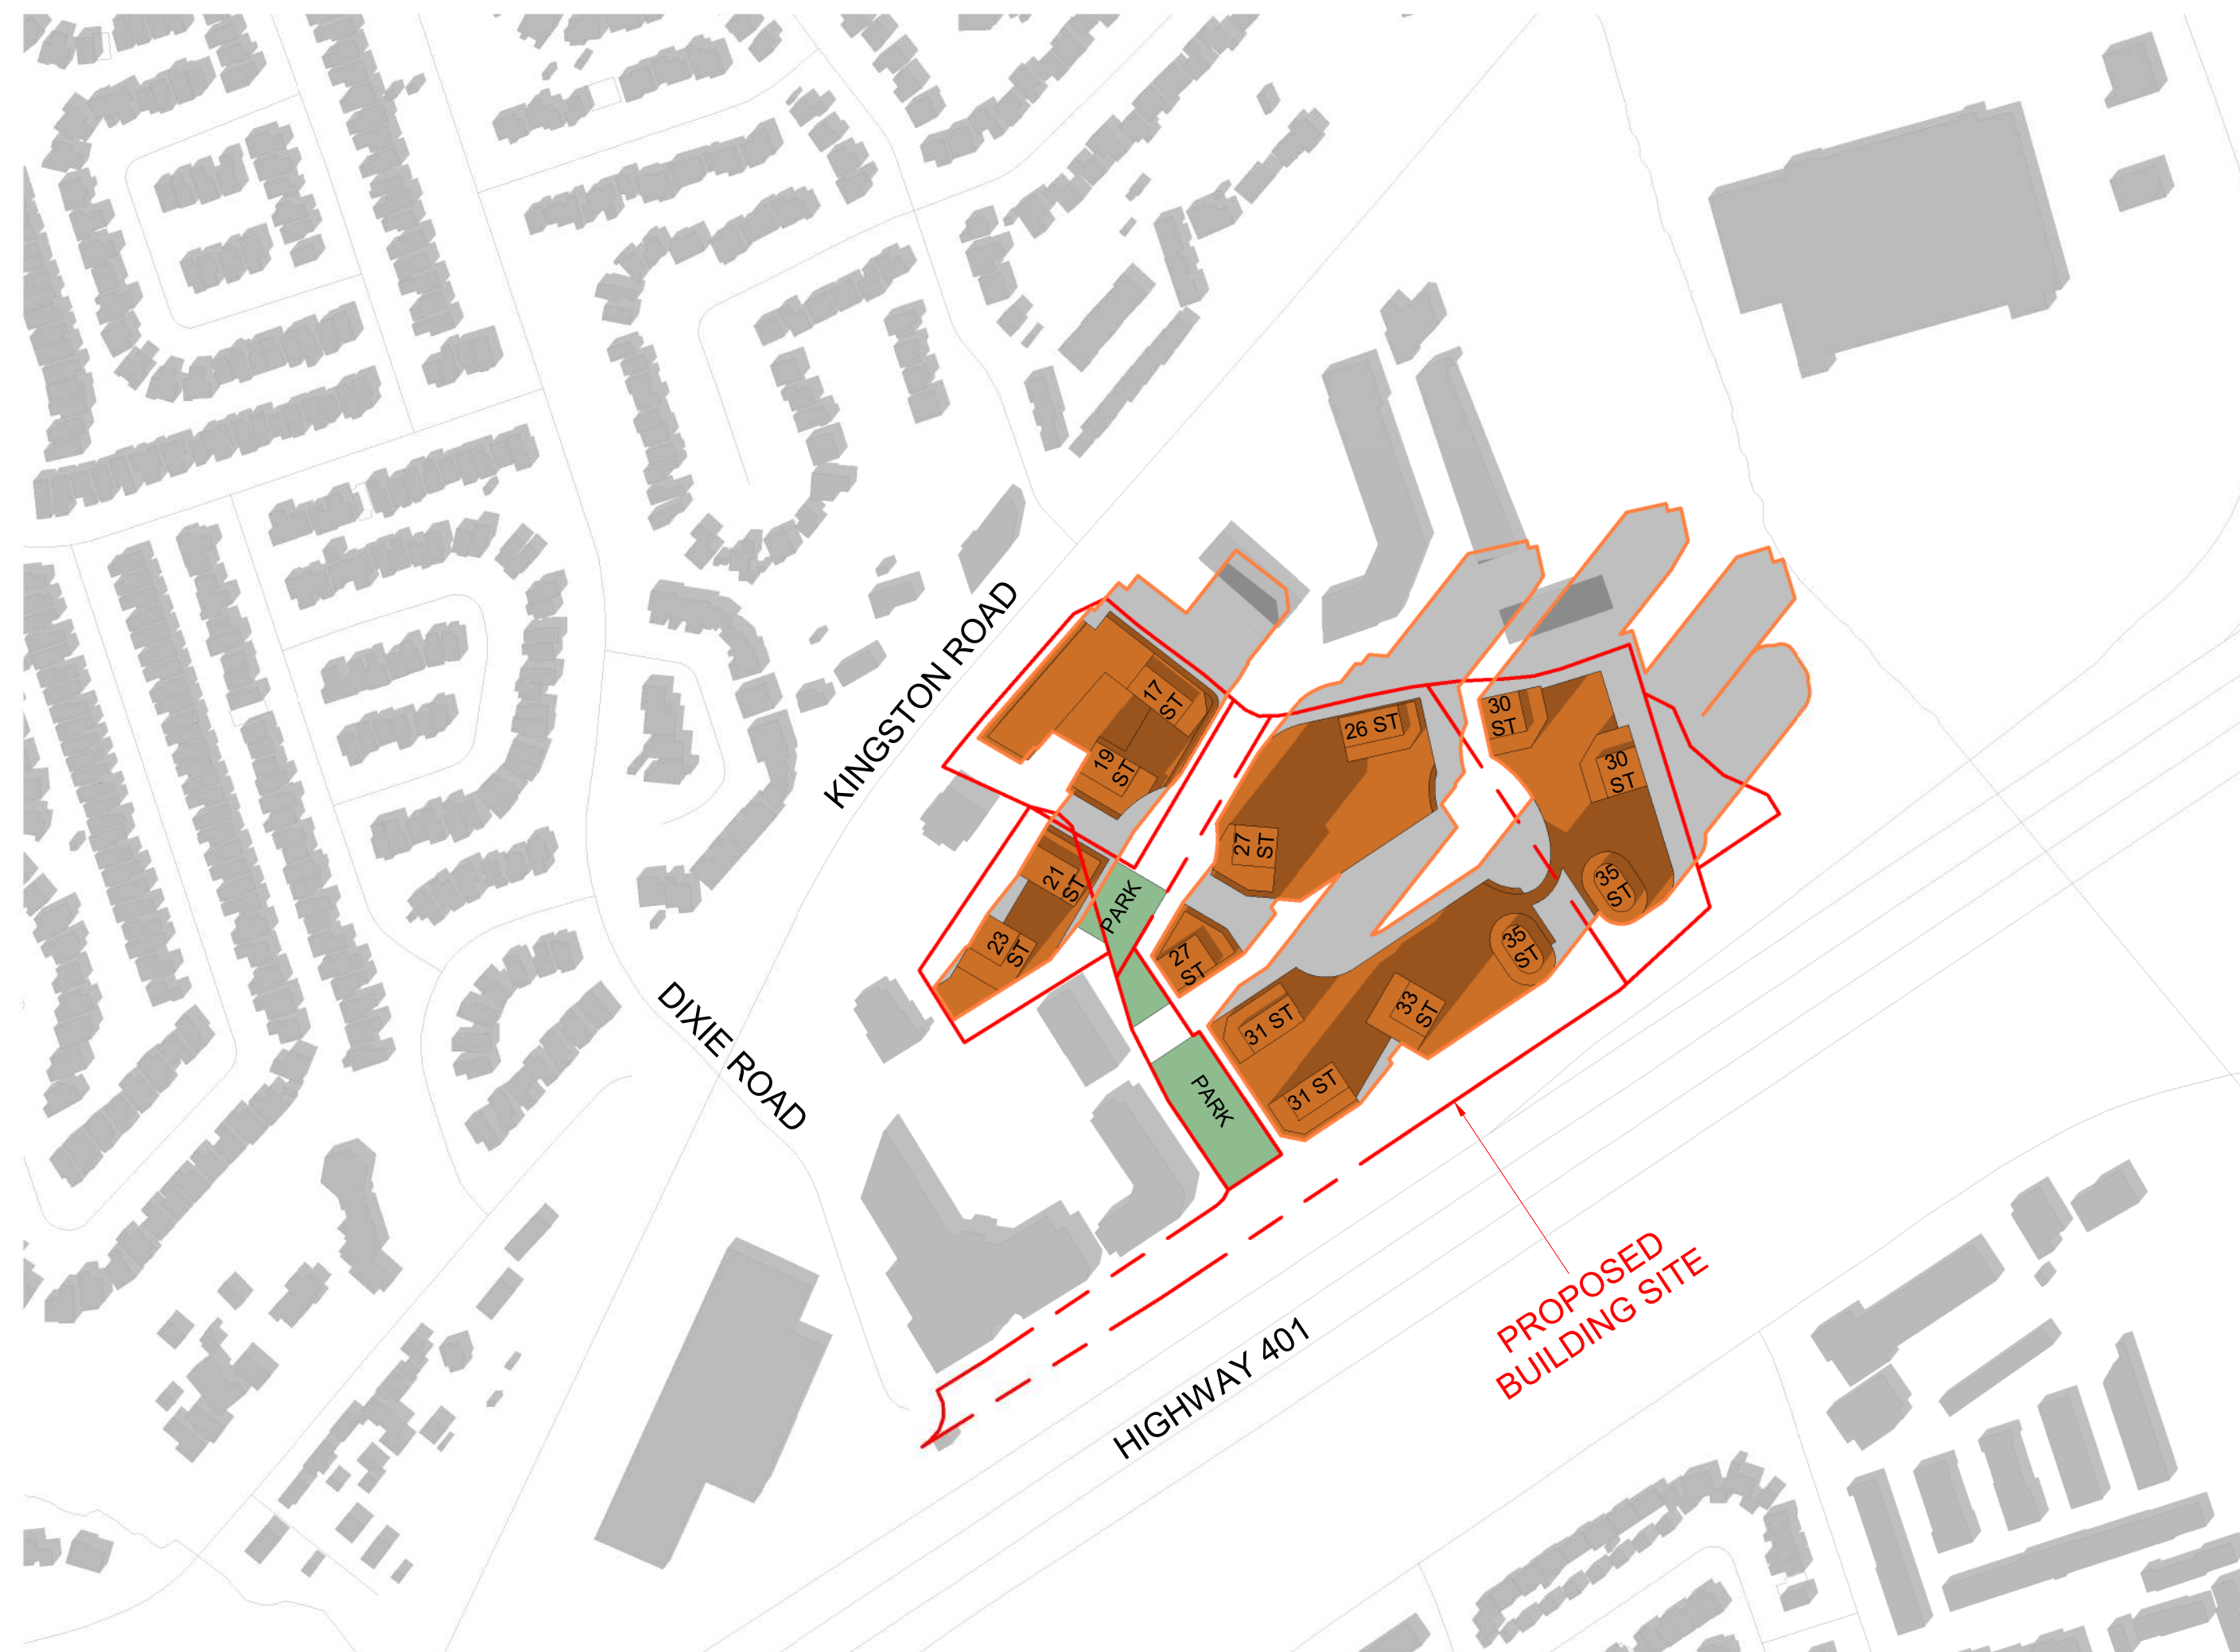 KINGSTON ROAD
17
ST
19
ST
26 ST
30
ST
30
ST
27
ST
21
ST
PARK
35
ST
23
ST
27
ST
35
ST
31 ST
33
ST
31 ST
PARK
DIXIE ROAD
HIGHWAY 401
PROPOSED
BUILDING SITE